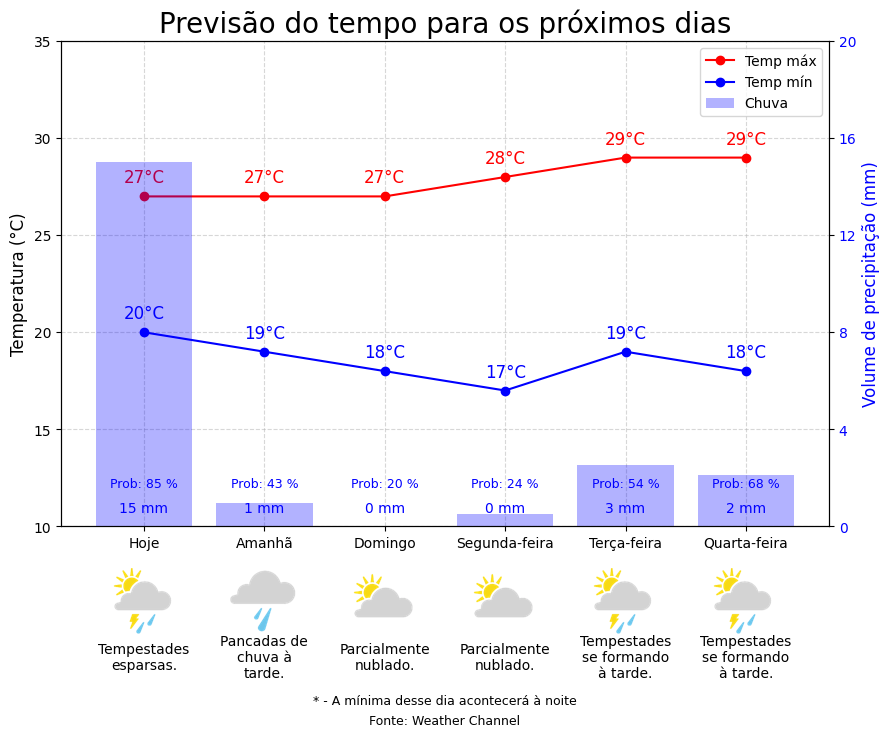 Previsão do tempo para os próximos dias
Temperatura (°C)
Volume de precipitação (mm)
35
30
25
20
15
10
20
16
12
8
4
0
Temp máx
Temp mín
Chuva
27°C 27°C 27°C 28°C 29°C 29°C
20°C 19°C 18°C 17°C 19°C 18°C
Prob: 85 % Prob: 43 % Prob: 20 % Prob: 24 % Prob: 54 % Prob: 68 %
15 mm 1 mm 0 mm 0 mm 3 mm 2 mm
Hoje Amanhã Domingo Segunda-feira Terça-feira Quarta-feira
Tempestades
esparsas.
Pancadas de
chuva à
tarde.
Parcialmente
nublado.
Parcialmente
nublado.
Tempestades
se formando
à tarde.
Tempestades
se formando
à tarde.
* - A mínima desse dia acontecerá à noite
Fonte: Weather Channel